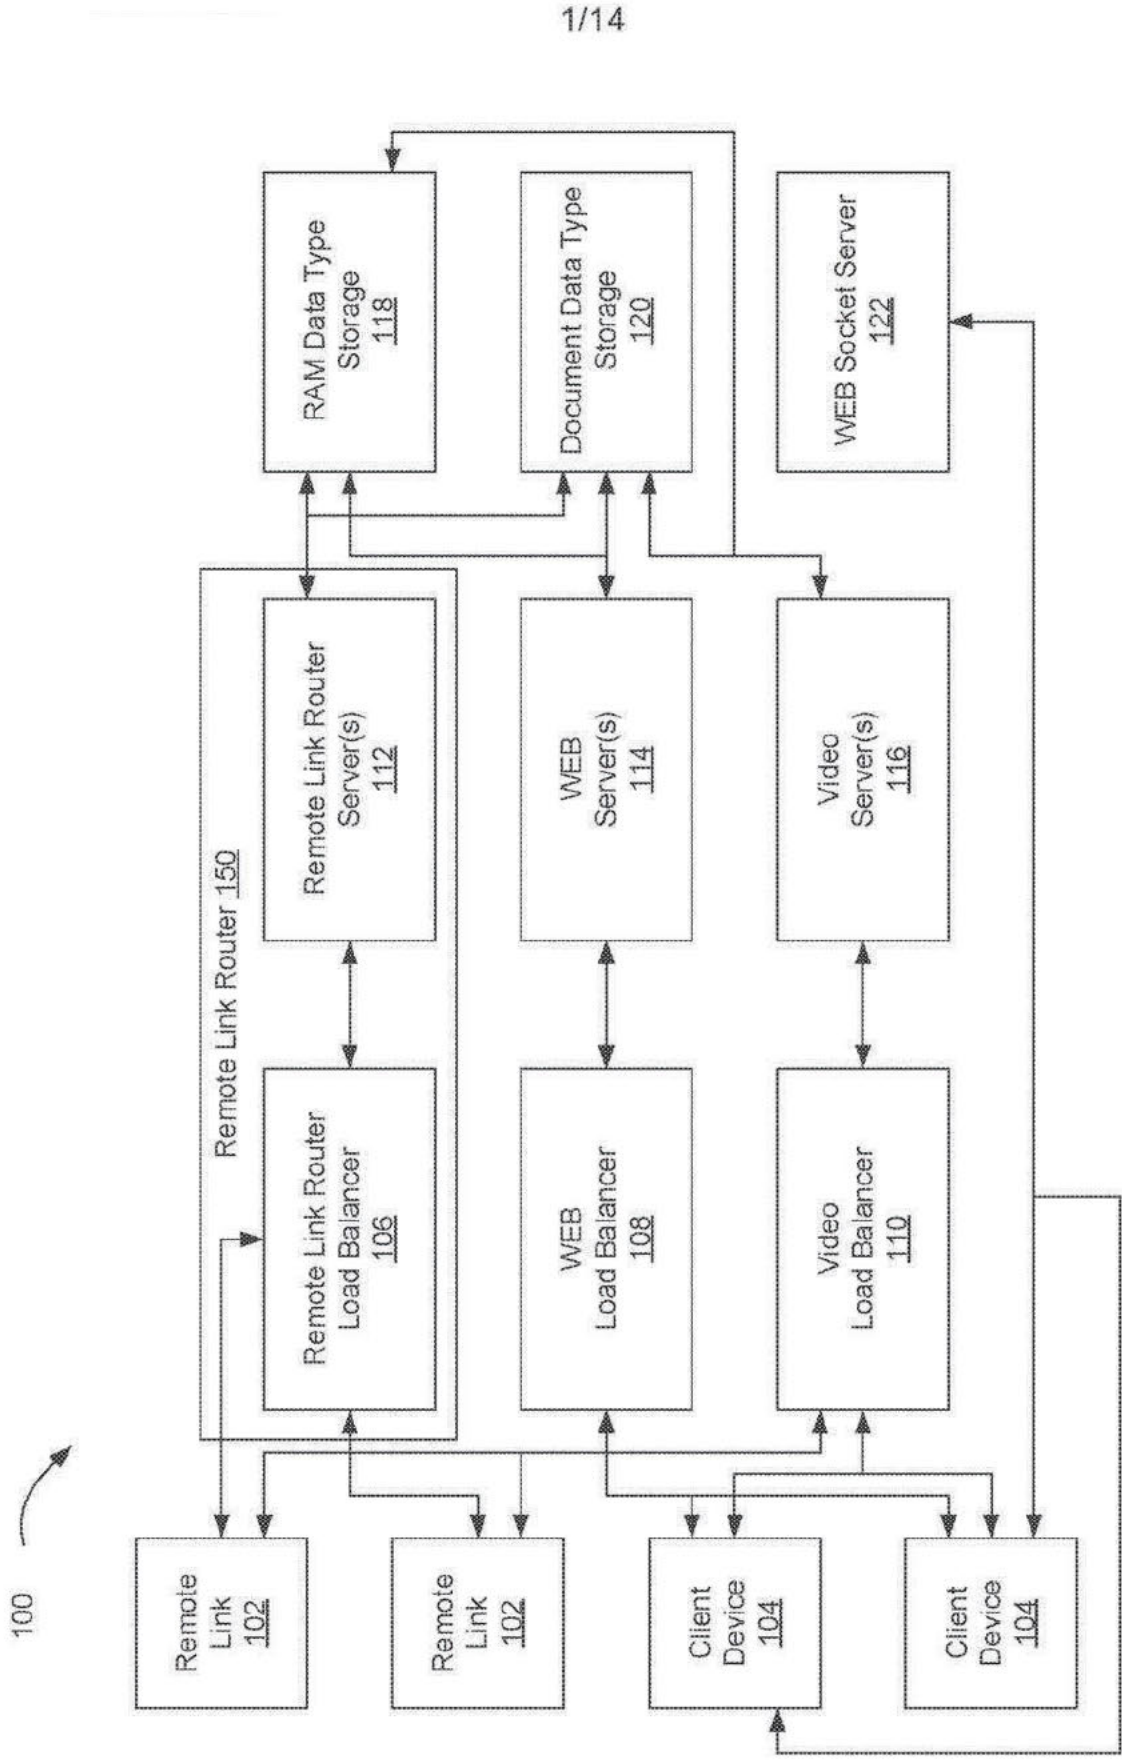 1/14
100
Remote Link Router 150
Remote
Link
102
Remote Link Router
Load Balancer
106
Remote Link Router
Server(s)
112
RAM Data Type
Storage
118
Remote
Link
102
WEB
Load Balancer
108
WEB
Server(s)
114
Document Data Type
Storage
120
Client
Device
104
Video
Load Balancer
110
Video
Server(s)
116
WEB Socket Server
122
Client
Device
104